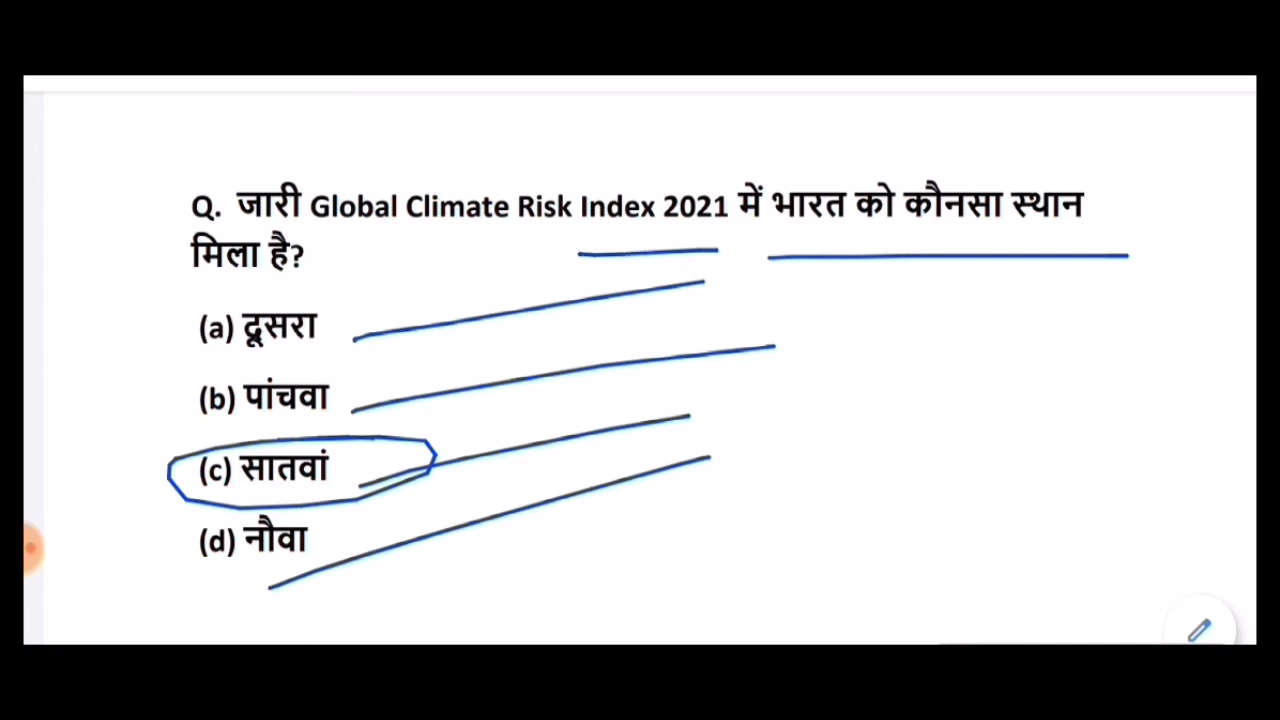 Q. जारी Global Climate Risk Index 2021 में भारत को कौनसा स्थान
मिला है?
(a) दूसरा
(b) पांचवा
(c) सातवां
(d) नौवा